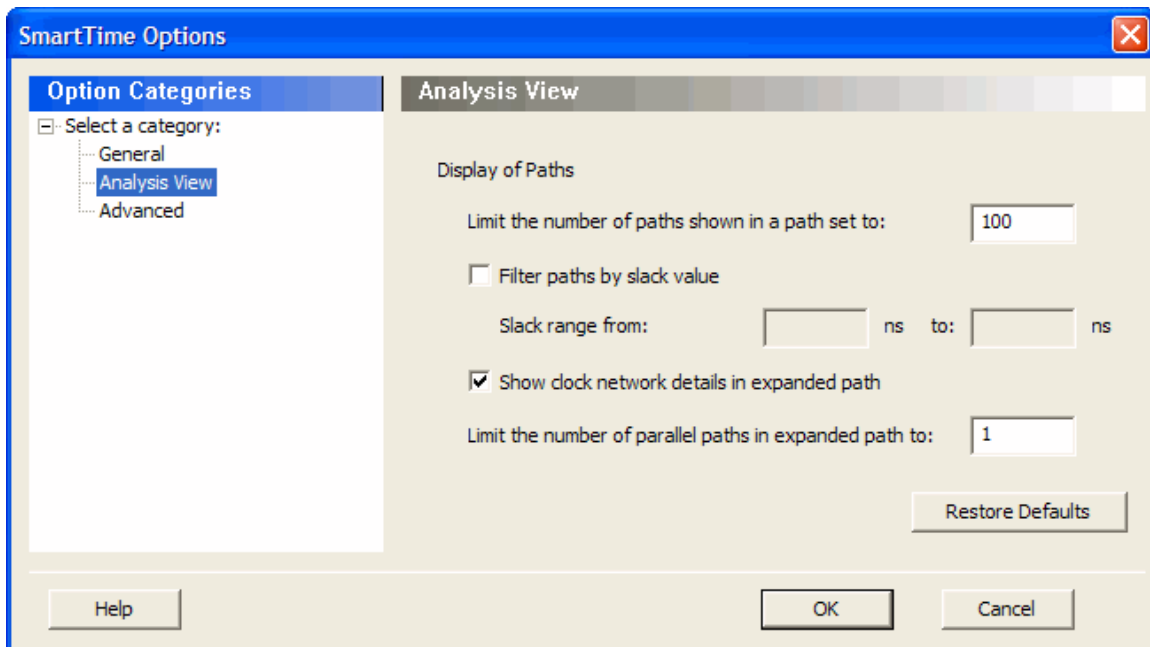 SmartTime Options
Option Categories
Select a category:
General
Analysis View
Advanced
Analysis View
Display of Paths
Limit the number of paths shown in a path set to: 100
Filter paths by slack value
Slack range from: ns to: ns
Show clock network details in expanded path
Limit the number of parallel paths in expanded path to: 1
Restore Defaults
Help OK Cancel